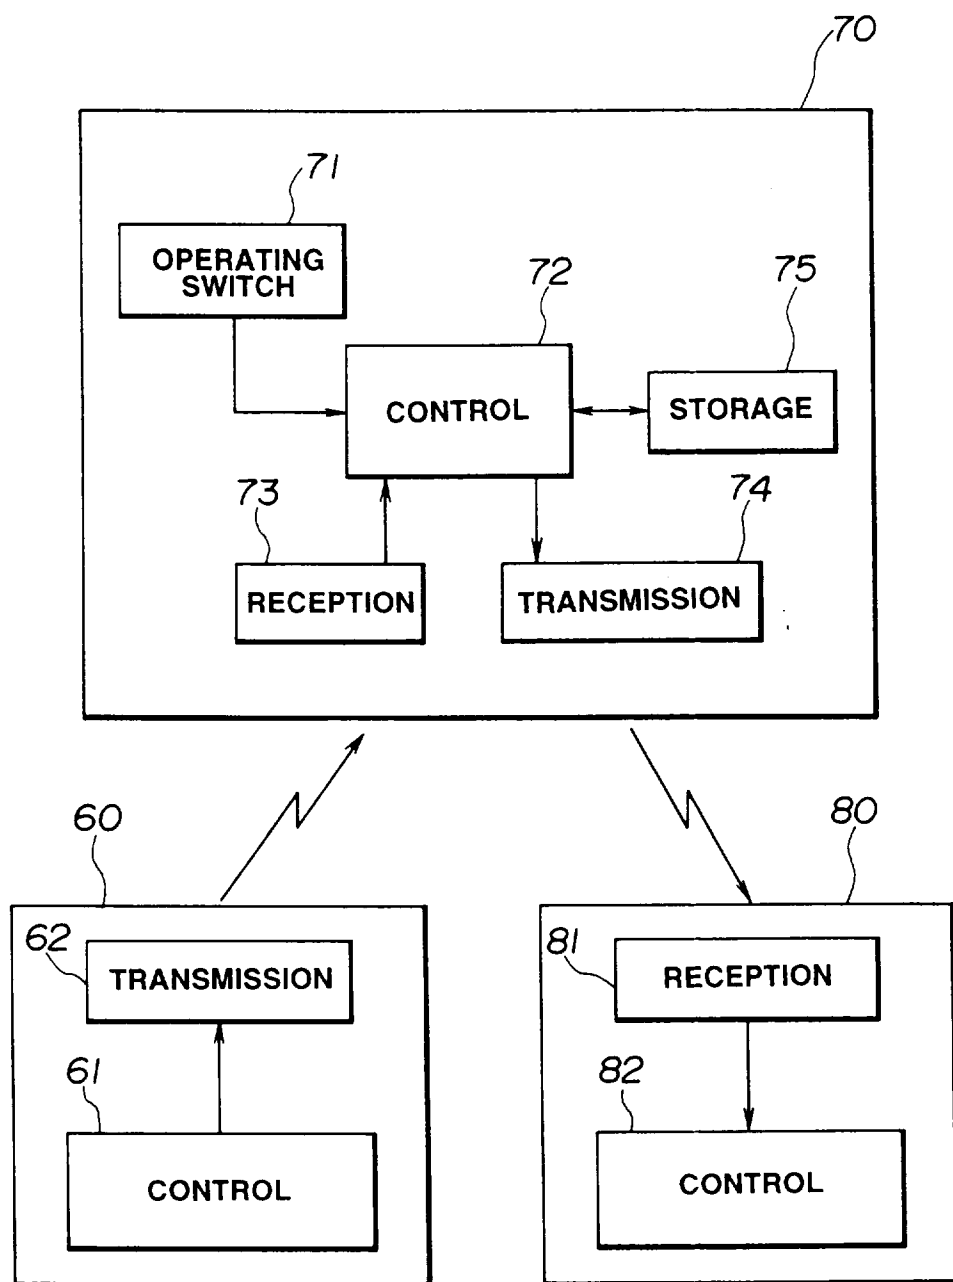 70
71
OPERATING
SWITCH
72
75
CONTROL
STORAGE
73
74
RECEPTION
TRANSMISSION
60
80
62
TRANSMISSION
81
RECEPTION
61
CONTROL
82
CONTROL